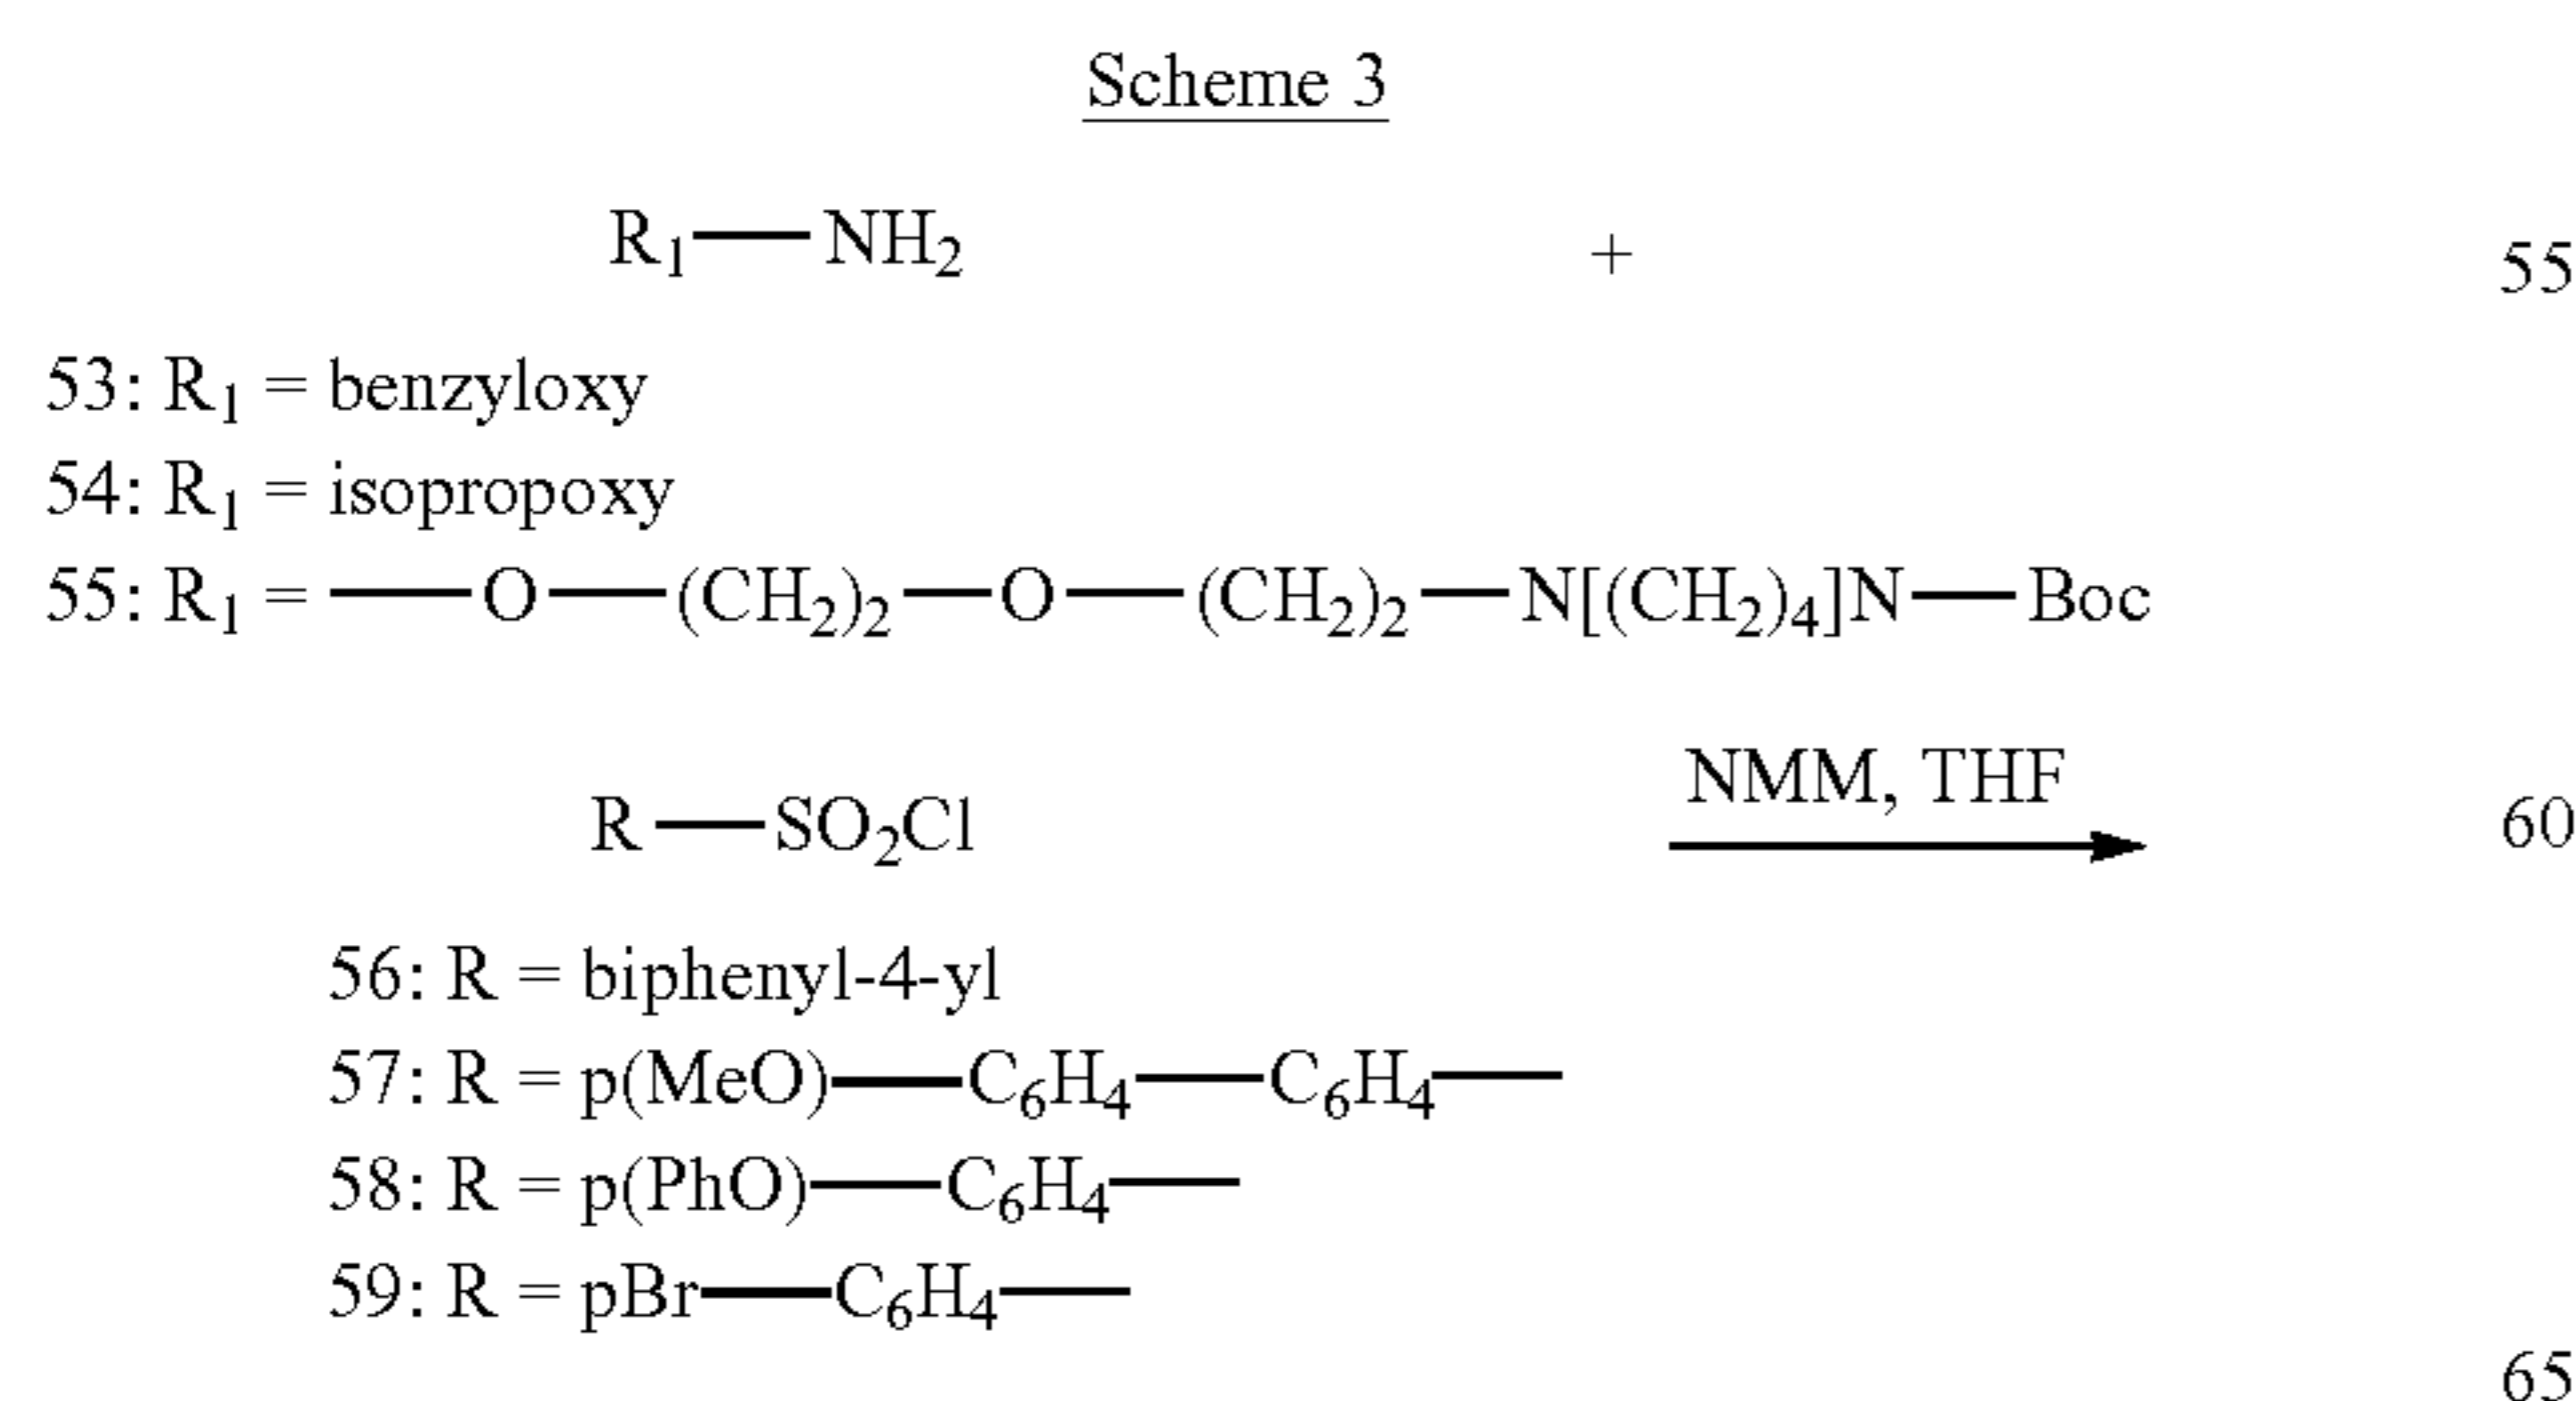 Scheme 3
R₁—NH₂ + 55
53: R₁ = benzyloxy
54: R₁ = isopropoxy
55: R₁ = —O—(CH₂)₂—O—(CH₂)₂—N[(CH₂)₄]N—Boc
NMM, THF
R—SO₂Cl 60
56: R = biphenyl-4-yl
57: R = p(MeO)—C₆H₄—C₆H₄—
58: R = p(PhO)—C₆H₄—
59: R = pBr—C₆H₄—
65